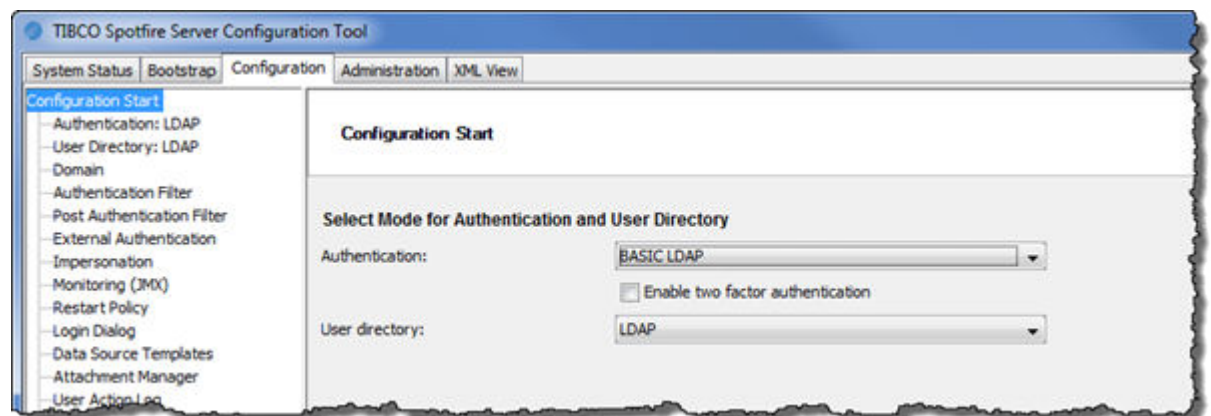 TIBCO Spotfire Server Configuration Tool
System Status Bootstrap Configuration Administration XML View
Configuration Start
Authentication: LDAP
User Directory: LDAP
Domain
Authentication Filter
Post Authentication Filter
External Authentication
Impersonation
Monitoring (JMX)
Restart Policy
Login Dialog
Data Source Templates
Attachment Manager
User Action Log
Configuration Start
Select Mode for Authentication and User Directory
Authentication:
BASIC LDAP
Enable two factor authentication
User directory:
LDAP